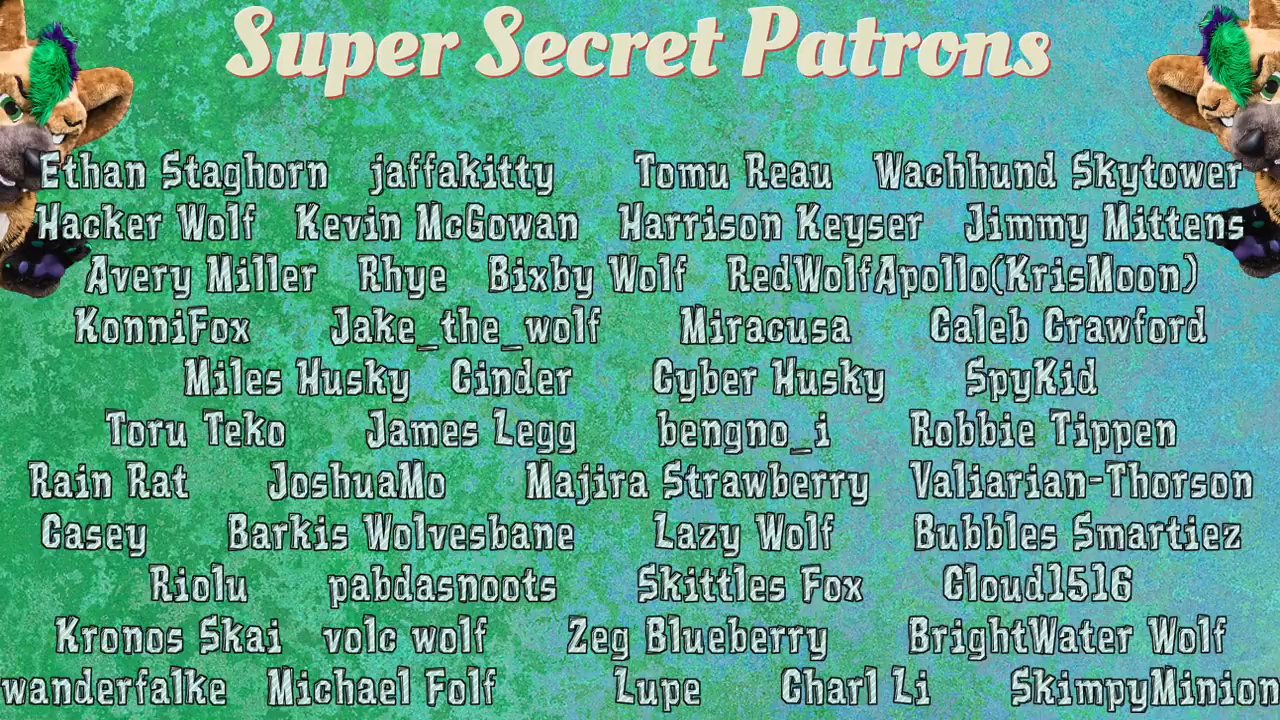 Super Secret Patrons
Ethan Staghorn jaffakitty Tomu Reau Wachhund Skytower
Hacker Wolf Kevin McGowan Harrison Keyser Jimmy Mittens
Avery Miller Rhye Bixby Wolf RedWolfApollo(KrisMoon)
KonniFox Jake_the_wolf Miracusa Caleb Crawford
Miles Husky Cinder Cyber Husky SpyKid
Toru Teko James Legg bengno_i Robbie Tippen
Rain Rat JoshuaMo Majira Strawberry Valiarian-Thorson
Casey Barkis Wolvesbane Lazy Wolf Bubbles Smartiez
Riolu pabdasnoots Skittles Fox Cloud1516
Kronos Skai volc wolf Zeg Blueberry BrightWater Wolf
wanderfalke Michael Folf Lupe Charl Li SkimpyMinion